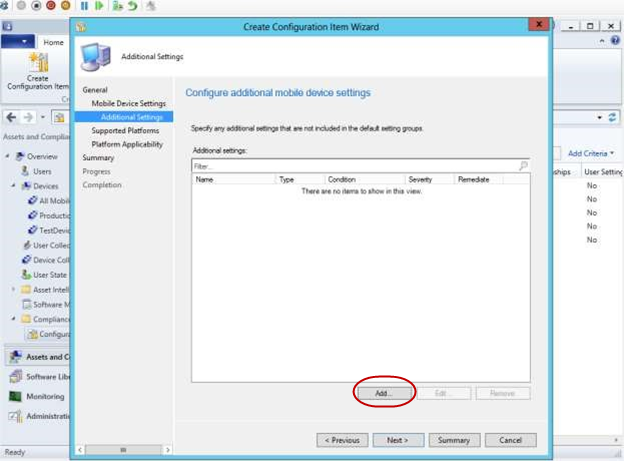 Create Configuration Item Wizard
Home
Additional Settings
Create
Configuration Item
General
Mobile Device Settings
Additional Settings
Supported Platforms
Platform Applicability
Summary
Progress
Completion
Configure additional mobile device settings
Specify any additional settings that are not included in the default setting groups.
Additional settings:
Filter...
Name Type Condition Severity Remediate
There are no items to show in this view.
Add... Edit... Remove
< Previous Next > Summary Cancel
Assets and Complian
Overview
Users
Devices
All Mobil
Productio
TestDevic
User Collec
Device Coll
User State
Asset Intell
Software M
Compliance
Configura
Assets and C
Software Libr
Monitoring
Administratio
Ready
Add Criteria
ships User Setting
No
No
No
No
No